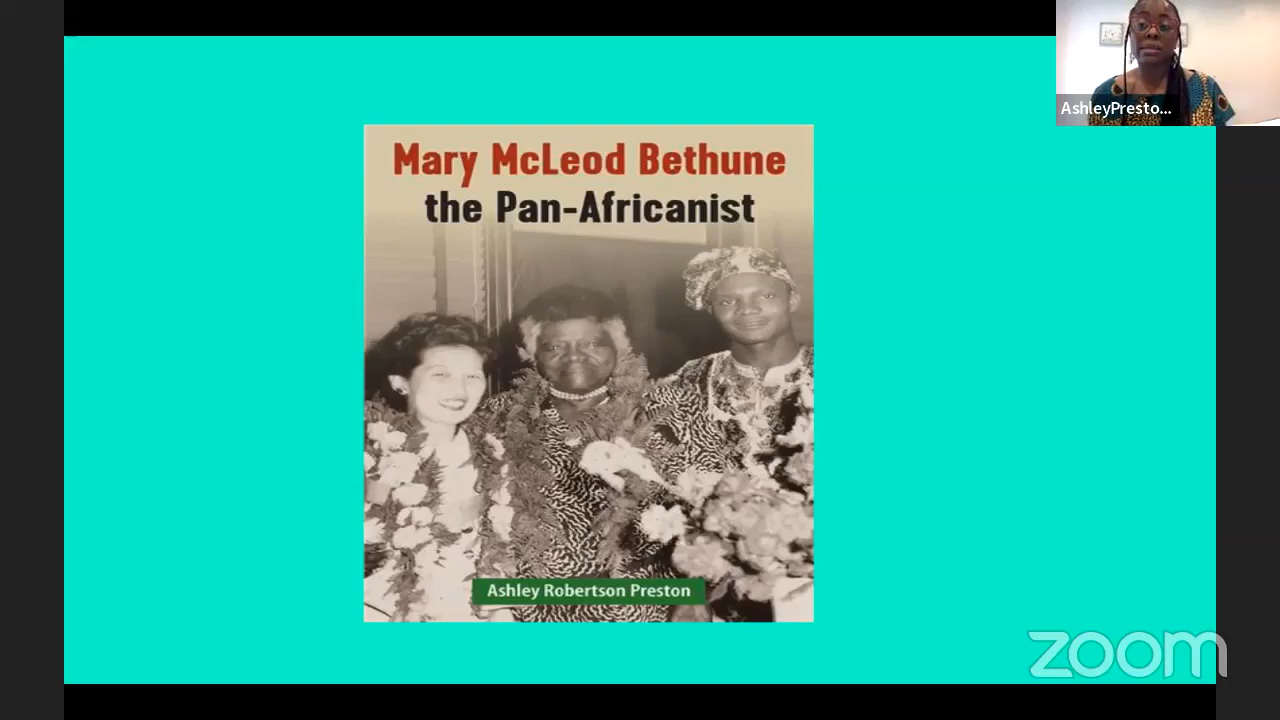 AshleyPresto...
Mary McLeod Bethune
the Pan-Africanist
Ashley Robertson Preston
zoom